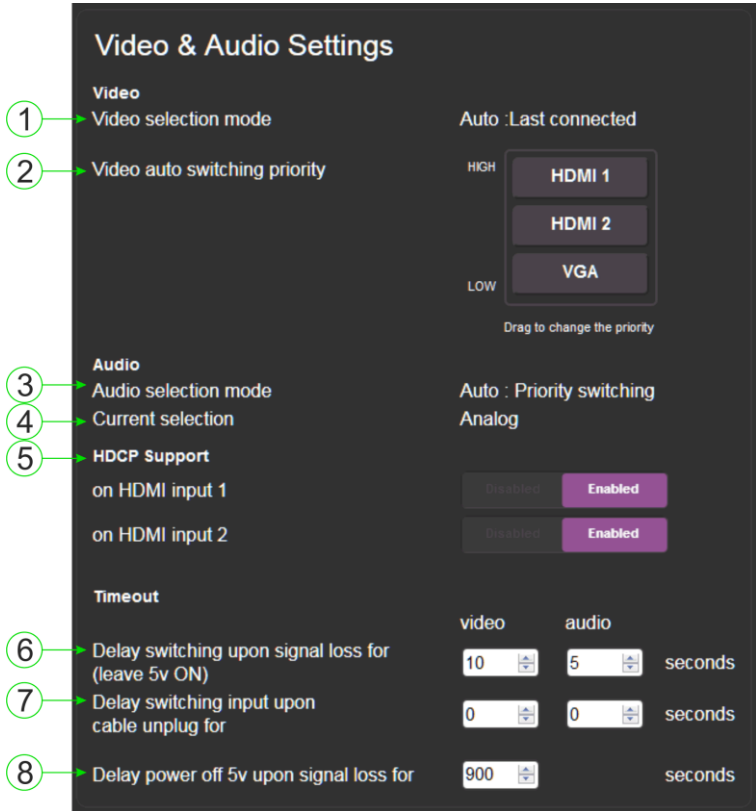 Video & Audio Settings
Video
1 Video selection mode Auto :Last connected
2 Video auto switching priority HIGH HDMI 1
HDMI 2
VGA
LOW
Drag to change the priority
Audio
3 Audio selection mode Auto : Priority switching
4 Current selection Analog
5 HDCP Support
on HDMI input 1 Disabled Enabled
on HDMI input 2 Disabled Enabled
Timeout
video audio
6 Delay switching upon signal loss for
(leave 5v ON) 10 5 seconds
7 Delay switching input upon
cable unplug for 0 0 seconds
8 Delay power off 5v upon signal loss for 900 seconds